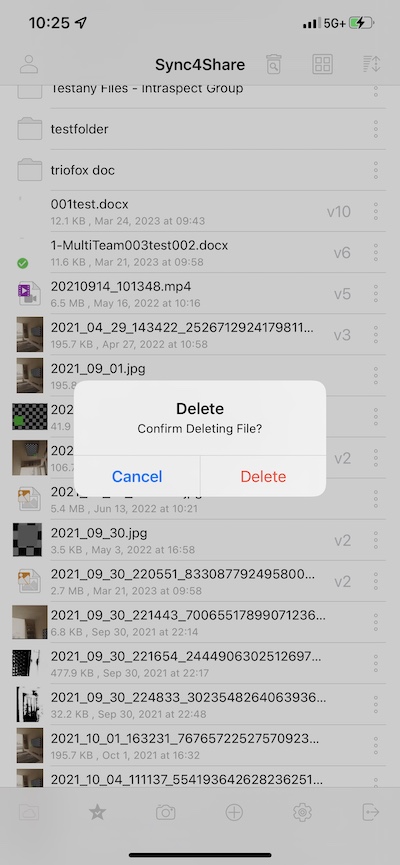 10:25
5G+
Sync4Share
Testany Files - Intraspect Group
testfolder
triofox doc
001test.docx
12.1 KB , Mar 24, 2023 at 09:43
v10
1-MultiTeam003test002.docx
11.6 KB , Mar 21, 2023 at 09:58
v6
20210914_101348.mp4
6.5 MB , May 16, 2022 at 10:16
v5
2021_04_29_143422_2526712924179811...
195.7 KB , Apr 27, 2022 at 10:58
v3
2021_09_01.jpg
195.8
202
41.9
202
106.
v2
Delete
Confirm Deleting File?
Cancel
Delete
5.4 MB , Jun 13, 2022 at 10:21
2021_09_30.jpg
3.5 KB , May 3, 2022 at 16:58
v2
2021_09_30_220551_833087792495800...
2.7 MB , Mar 21, 2023 at 09:58
v2
2021_09_30_221443_70065517899071236...
6.8 KB , Sep 30, 2021 at 22:14
2021_09_30_221654_2444906302512697...
477.9 KB , Sep 30, 2021 at 22:17
2021_09_30_224833_3023548264063936...
32.2 KB , Sep 30, 2021 at 22:48
2021_10_01_163231_76765722527570923...
195.7 KB , Oct 1, 2021 at 16:32
2021_10_04_111137_554193642628236251...